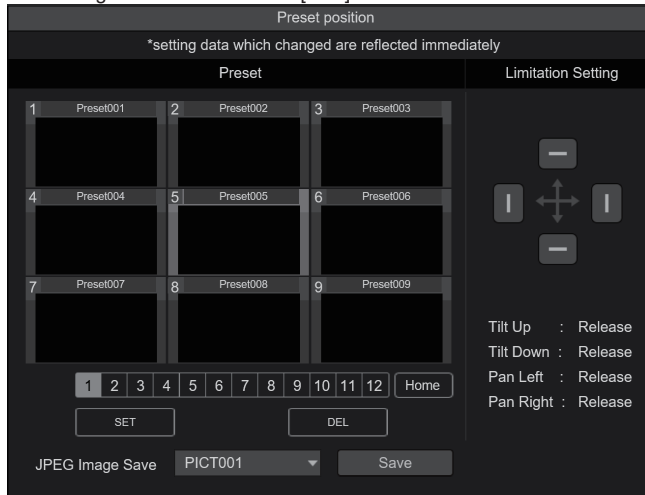 Preset position
*setting data which changed are reflected immediately
Preset
Limitation Setting
1 Preset001 2 Preset002 3 Preset003
4 Preset004 5 Preset005 6 Preset006
7 Preset007 8 Preset008 9 Preset009
1 2 3 4 5 6 7 8 9 10 11 12 Home
SET DEL
JPEG Image Save PICT001 Save
Tilt Up : Release
Tilt Down : Release
Pan Left : Release
Pan Right : Release